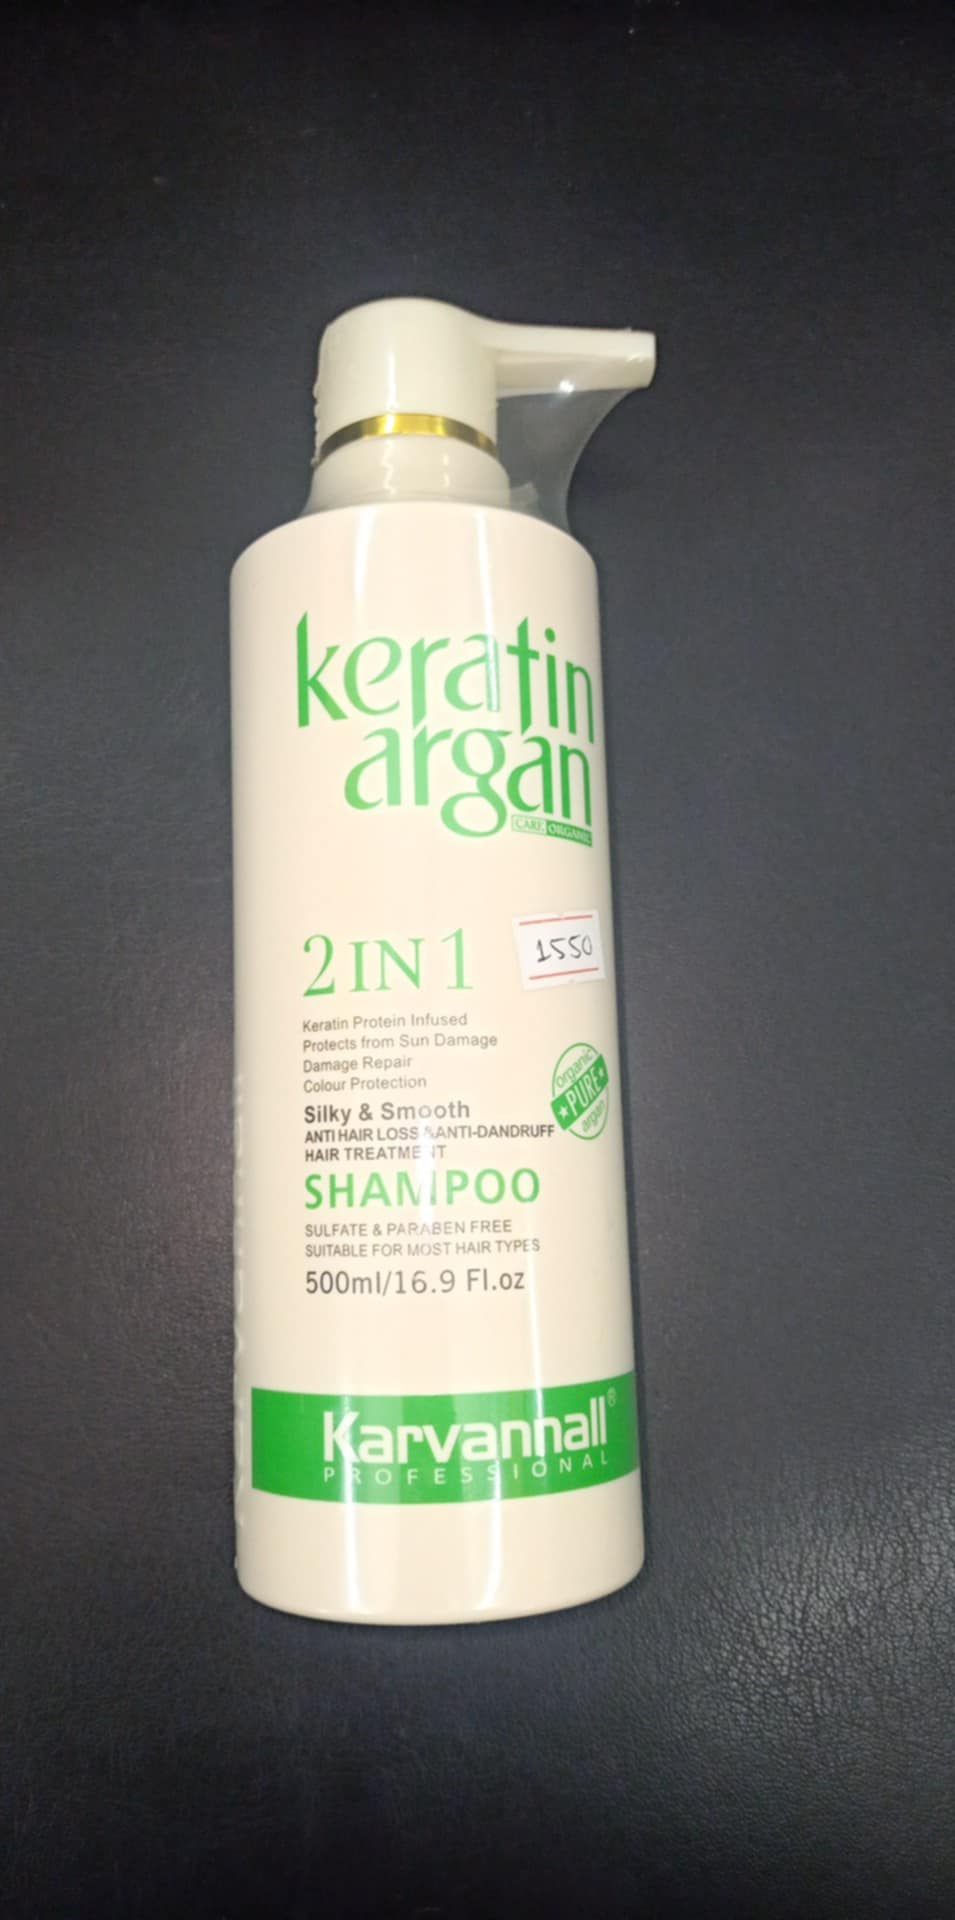 keratin
argan
CARE ORGANIC
2 IN 1
1550
Keratin Protein Infused
Protects from Sun Damage
Damage Repair
Colour Protection
organic
PURE
argan
Silky & Smooth
ANTI HAIR LOSS &ANTI-DANDRUFF
HAIR TREATMENT
SHAMPOO
SULFATE & PARABEN FREE
SUITABLE FOR MOST HAIR TYPES
500ml/16.9 Fl.oz
Karvannall®
PROFESSIONAL